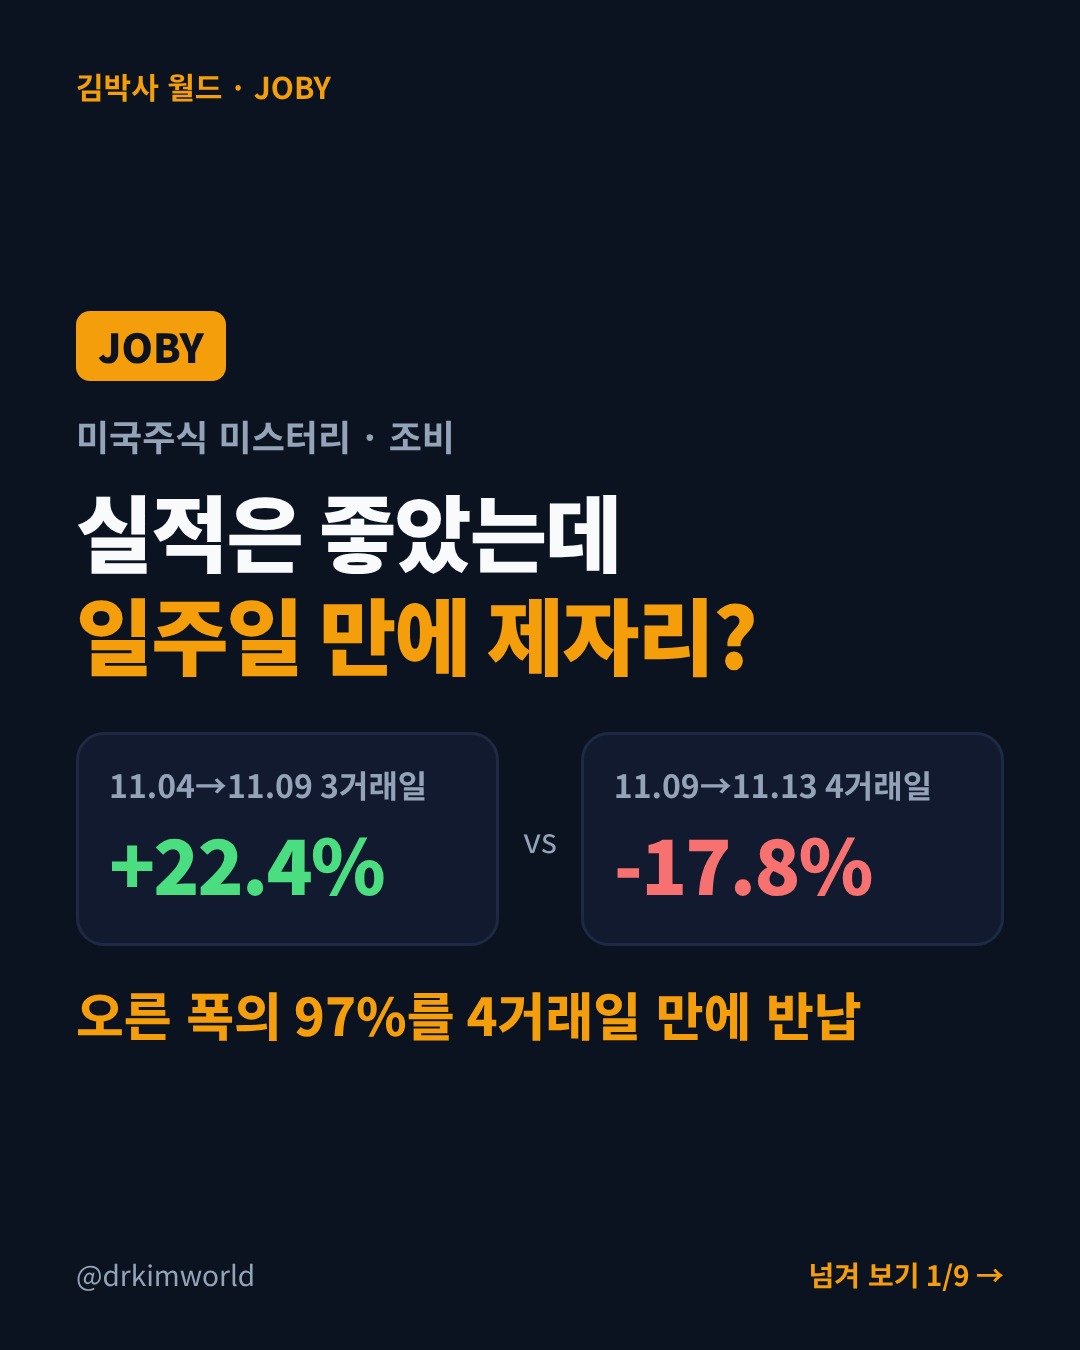 김박사 월드 · JOBY
JOBY
미국주식 미스터리 · 조비
실적은 좋았는데
일주일 만에 제자리?
11.04→11.09 3거래일
+22.4%
vs
11.09→11.13 4거래일
-17.8%
오른 폭의 97%를 4거래일 만에 반납
@drkimworld
넘겨 보기 1/9 →